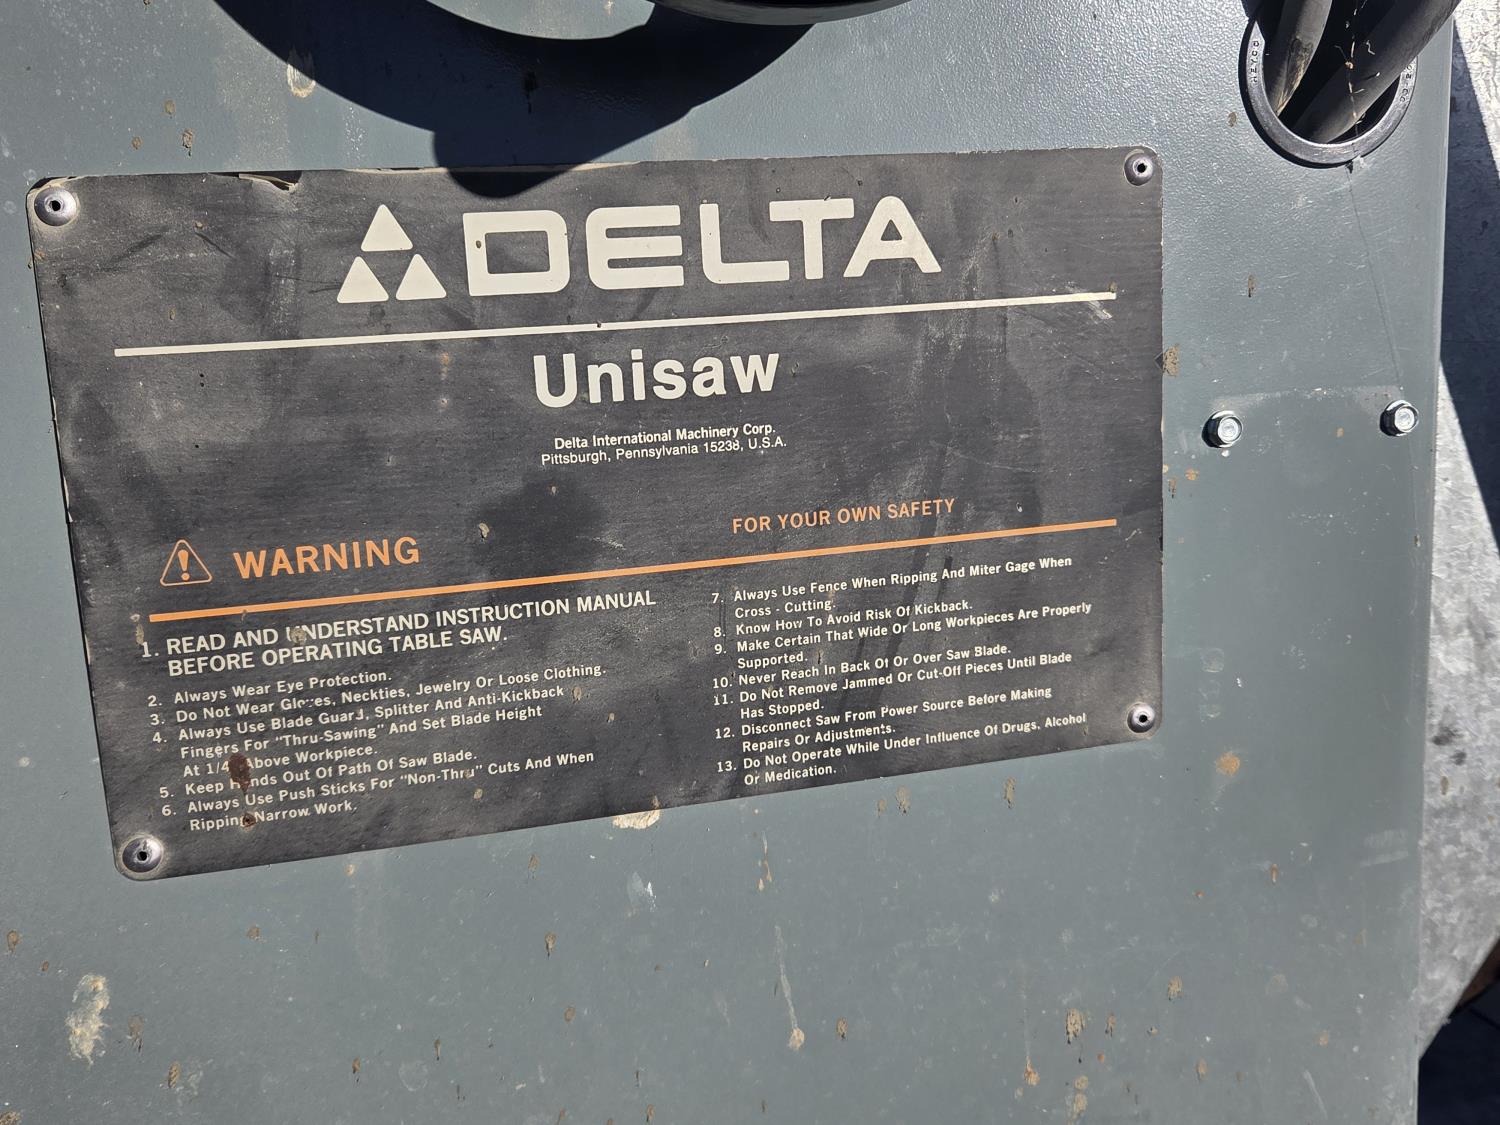 HEYCO
DELTA
Unisaw
Delta International Machinery Corp.
Pittsburgh, Pennsylvania 15238, U.S.A.
WARNING
FOR YOUR OWN SAFETY
1. READ AND UNDERSTAND INSTRUCTION MANUAL
BEFORE OPERATING TABLE SAW.
2. Always Wear Eye Protection.
3. Do Not Wear Gloves, Neckties, Jewelry Or Loose Clothing.
4. Always Use Blade Guard, Splitter And Anti-Kickback
Fingers For "Thru-Sawing" And Set Blade Height
At 1/4" Above Workpiece.
5. Keep Hands Out Of Path Of Saw Blade.
6. Always Use Push Sticks For "Non-Thru" Cuts And When
Ripping Narrow Work.
7. Always Use Fence When Ripping And Miter Gage When
Cross - Cutting.
8. Know How To Avoid Risk Of Kickback.
9. Make Certain That Wide Or Long Workpieces Are Properly
Supported.
10. Never Reach In Back Of Or Over Saw Blade.
11. Do Not Remove Jammed Or Cut-Off Pieces Until Blade
Has Stopped.
12. Disconnect Saw From Power Source Before Making
Repairs Or Adjustments.
13. Do Not Operate While Under Influence Of Drugs, Alcohol
Or Medication.